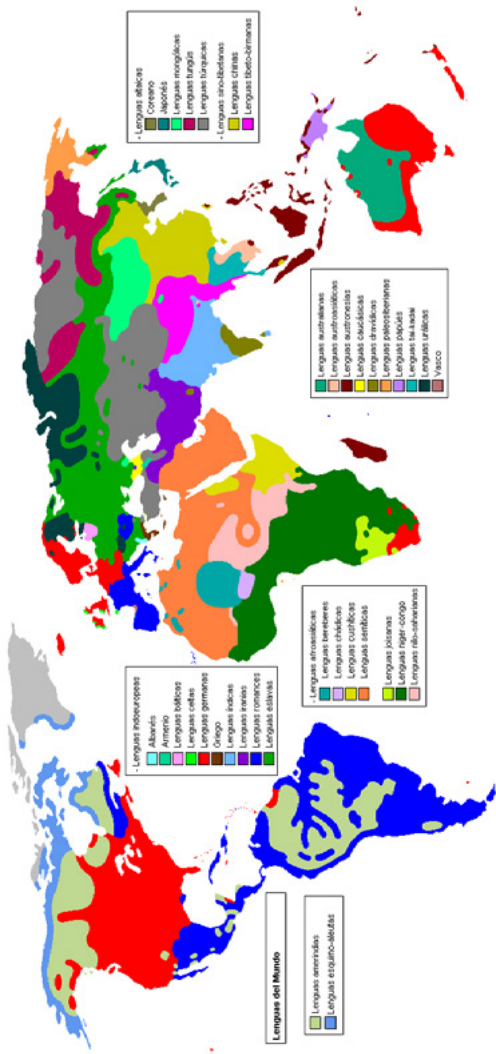 Lenguas del Mundo
Lenguas amerindias
Lenguas esquimo-aleutas
- Lenguas indoeuropeas
Albanés
Armenio
Lenguas bálticas
Lenguas celtas
Lenguas germanas
Griego
Lenguas índicas
Lenguas iranias
Lenguas romances
Lenguas eslavas
- Lenguas afroasiáticas
Lenguas bereberes
Lenguas chádicas
Lenguas cushíticas
Lenguas semíticas
Lenguas joisanas
Lenguas niger-congo
Lenguas nilo-saharianas
Lenguas australianas
Lenguas austroasiáticas
Lenguas austronesias
Lenguas caucásicas
Lenguas dravídicas
Lenguas paleosiberianas
Lenguas papúes
Lenguas tai-kadai
Lenguas urálicas
Vasco
- Lenguas altaicas
Coreano
Japonés
Lenguas mongólicas
Lenguas tungús
Lenguas túrquicas
- Lenguas sino-tibetanas
Lenguas chinas
Lenguas tibeto-birmanas